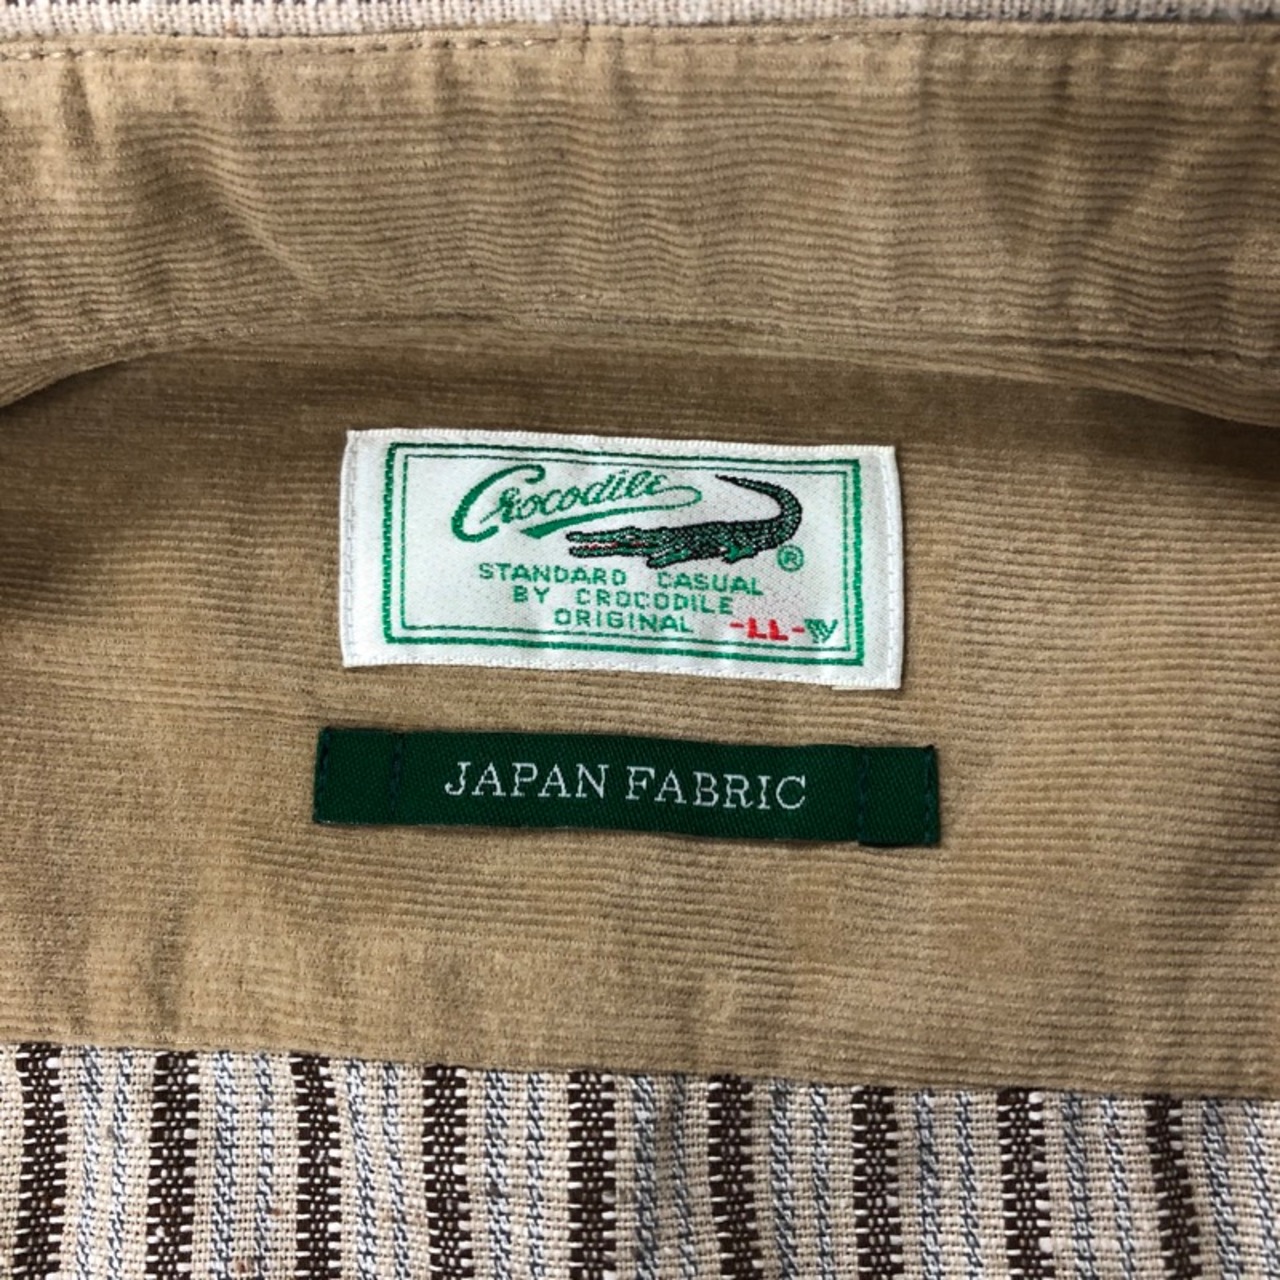 Crocodile
®
STANDARD CASUAL
BY CROCODILE
ORIGINAL -LL-
JAPAN FABRIC